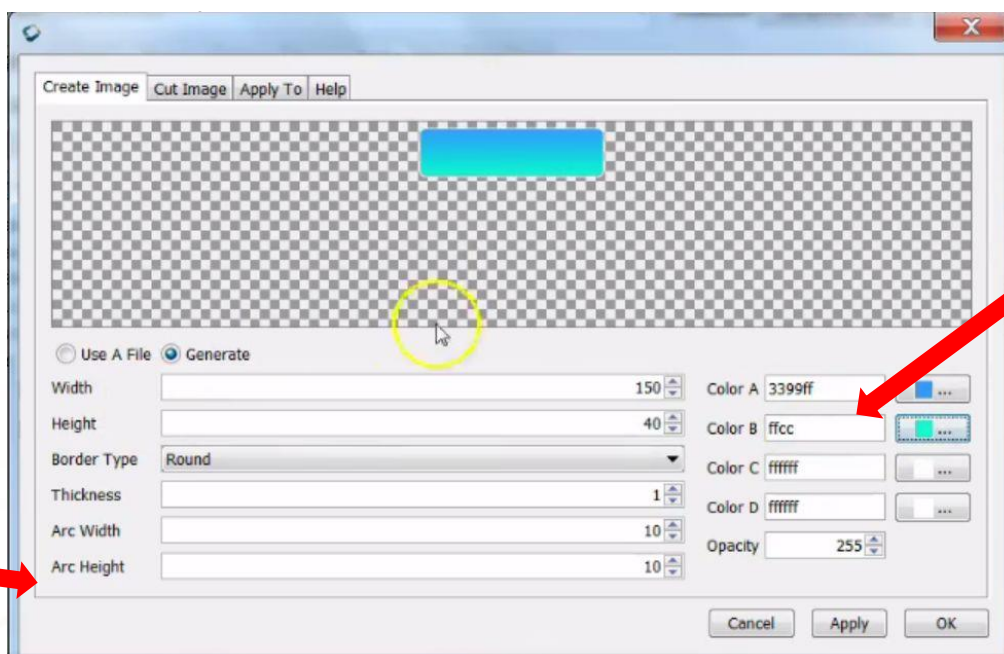 Create Image Cut Image Apply To Help
Use A File Generate
Width 150
Height 40
Border Type Round
Thickness 1
Arc Width 10
Arc Height 10
Color A 3399ff ...
Color B ffcc ...
Color C ffffff ...
Color D ffffff ...
Opacity 255
Cancel Apply OK